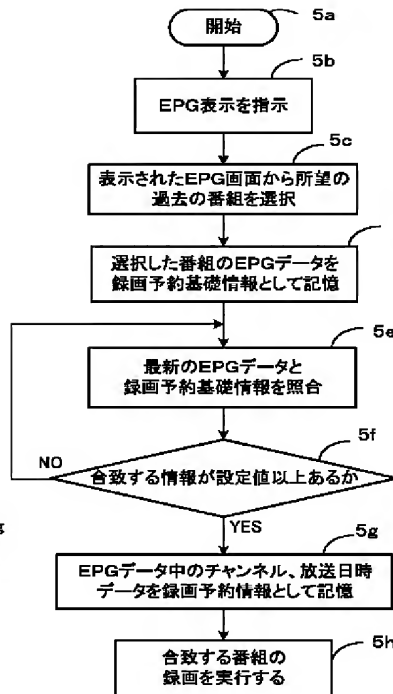 5a
開始
5b
EPG表示を指示
5c
表示されたEPG画面から所望の
過去の番組を選択
選択した番組のEPGデータを
録画予約基礎情報として記憶
5e
最新のEPGデータと
録画予約基礎情報を照合
5f
NO
合致する情報が設定値以上あるか
YES
5g
EPGデータ中のチャンネル、放送日時
データを録画予約情報として記憶
5h
合致する番組の
録画を実行する